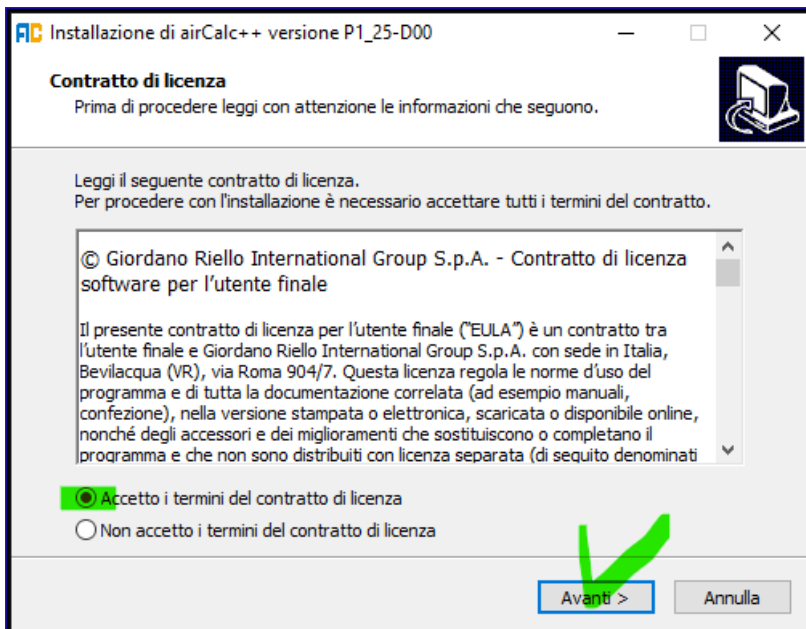 AC Installazione di airCalc++ versione P1_25-D00
Contratto di licenza
Prima di procedere leggi con attenzione le informazioni che seguono.
Leggi il seguente contratto di licenza.
Per procedere con l'installazione è necessario accettare tutti i termini del contratto.
© Giordano Riello International Group S.p.A. - Contratto di licenza
software per l’utente finale
Il presente contratto di licenza per l’utente finale (“EULA”) è un contratto tra
l’utente finale e Giordano Riello International Group S.p.A. con sede in Italia,
Bevilacqua (VR), via Roma 904/7. Questa licenza regola le norme d’uso del
programma e di tutta la documentazione correlata (ad esempio manuali,
confezione), nella versione stampata o elettronica, scaricata o disponibile online,
nonché degli accessori e dei miglioramenti che sostituiscono o completano il
programma e che non sono distribuiti con licenza separata (di seguito denominati
Accetto i termini del contratto di licenza
Non accetto i termini del contratto di licenza
Avanti >
Annulla